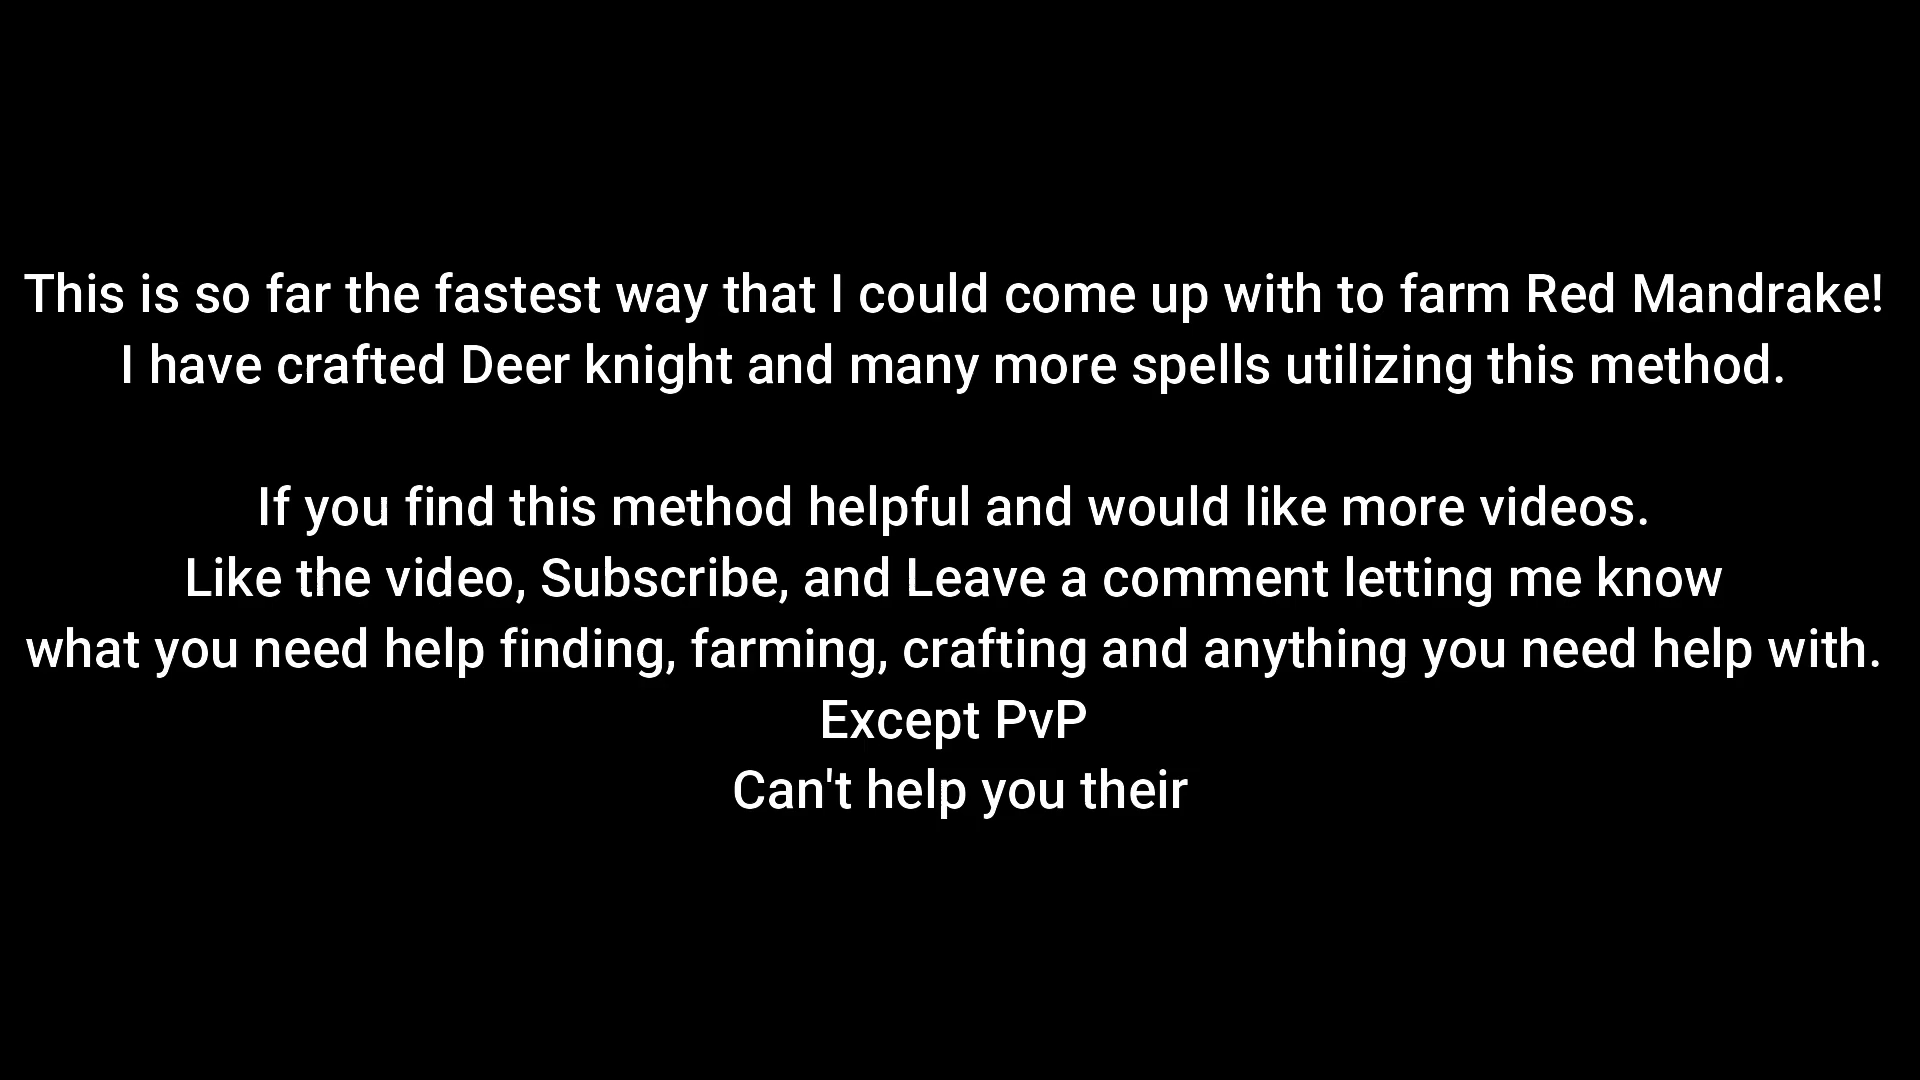 This is so far the fastest way that I could come up with to farm Red Mandrake!
I have crafted Deer knight and many more spells utilizing this method.
If you find this method helpful and would like more videos.
Like the video, Subscribe, and Leave a comment letting me know
what you need help finding, farming, crafting and anything you need help with.
Except PvP
Can't help you their